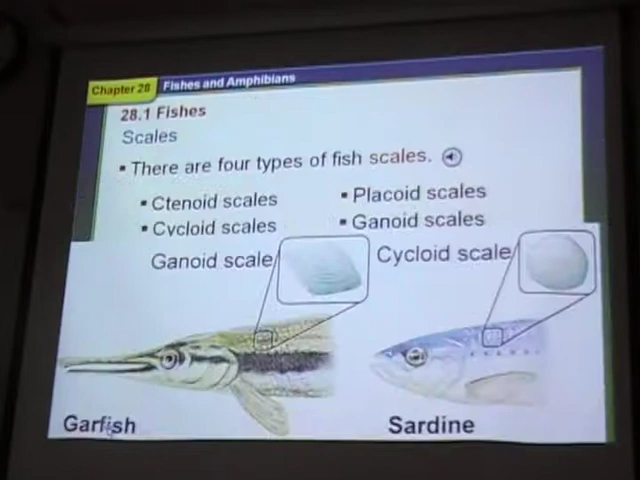 Chapter 28 Fishes and Amphibians
28.1 Fishes
Scales
▪ There are four types of fish scales.
▪ Ctenoid scales ▪ Placoid scales
▪ Cycloid scales ▪ Ganoid scales
Ganoid scale Cycloid scale
Garfish Sardine